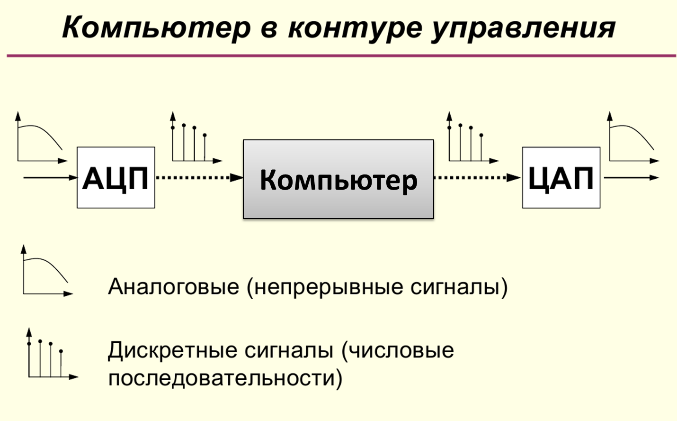 Компьютер в контуре управления
АЦП
Компьютер
ЦАП
Аналоговые (непрерывные сигналы)
Дискретные сигналы (числовые
последовательности)